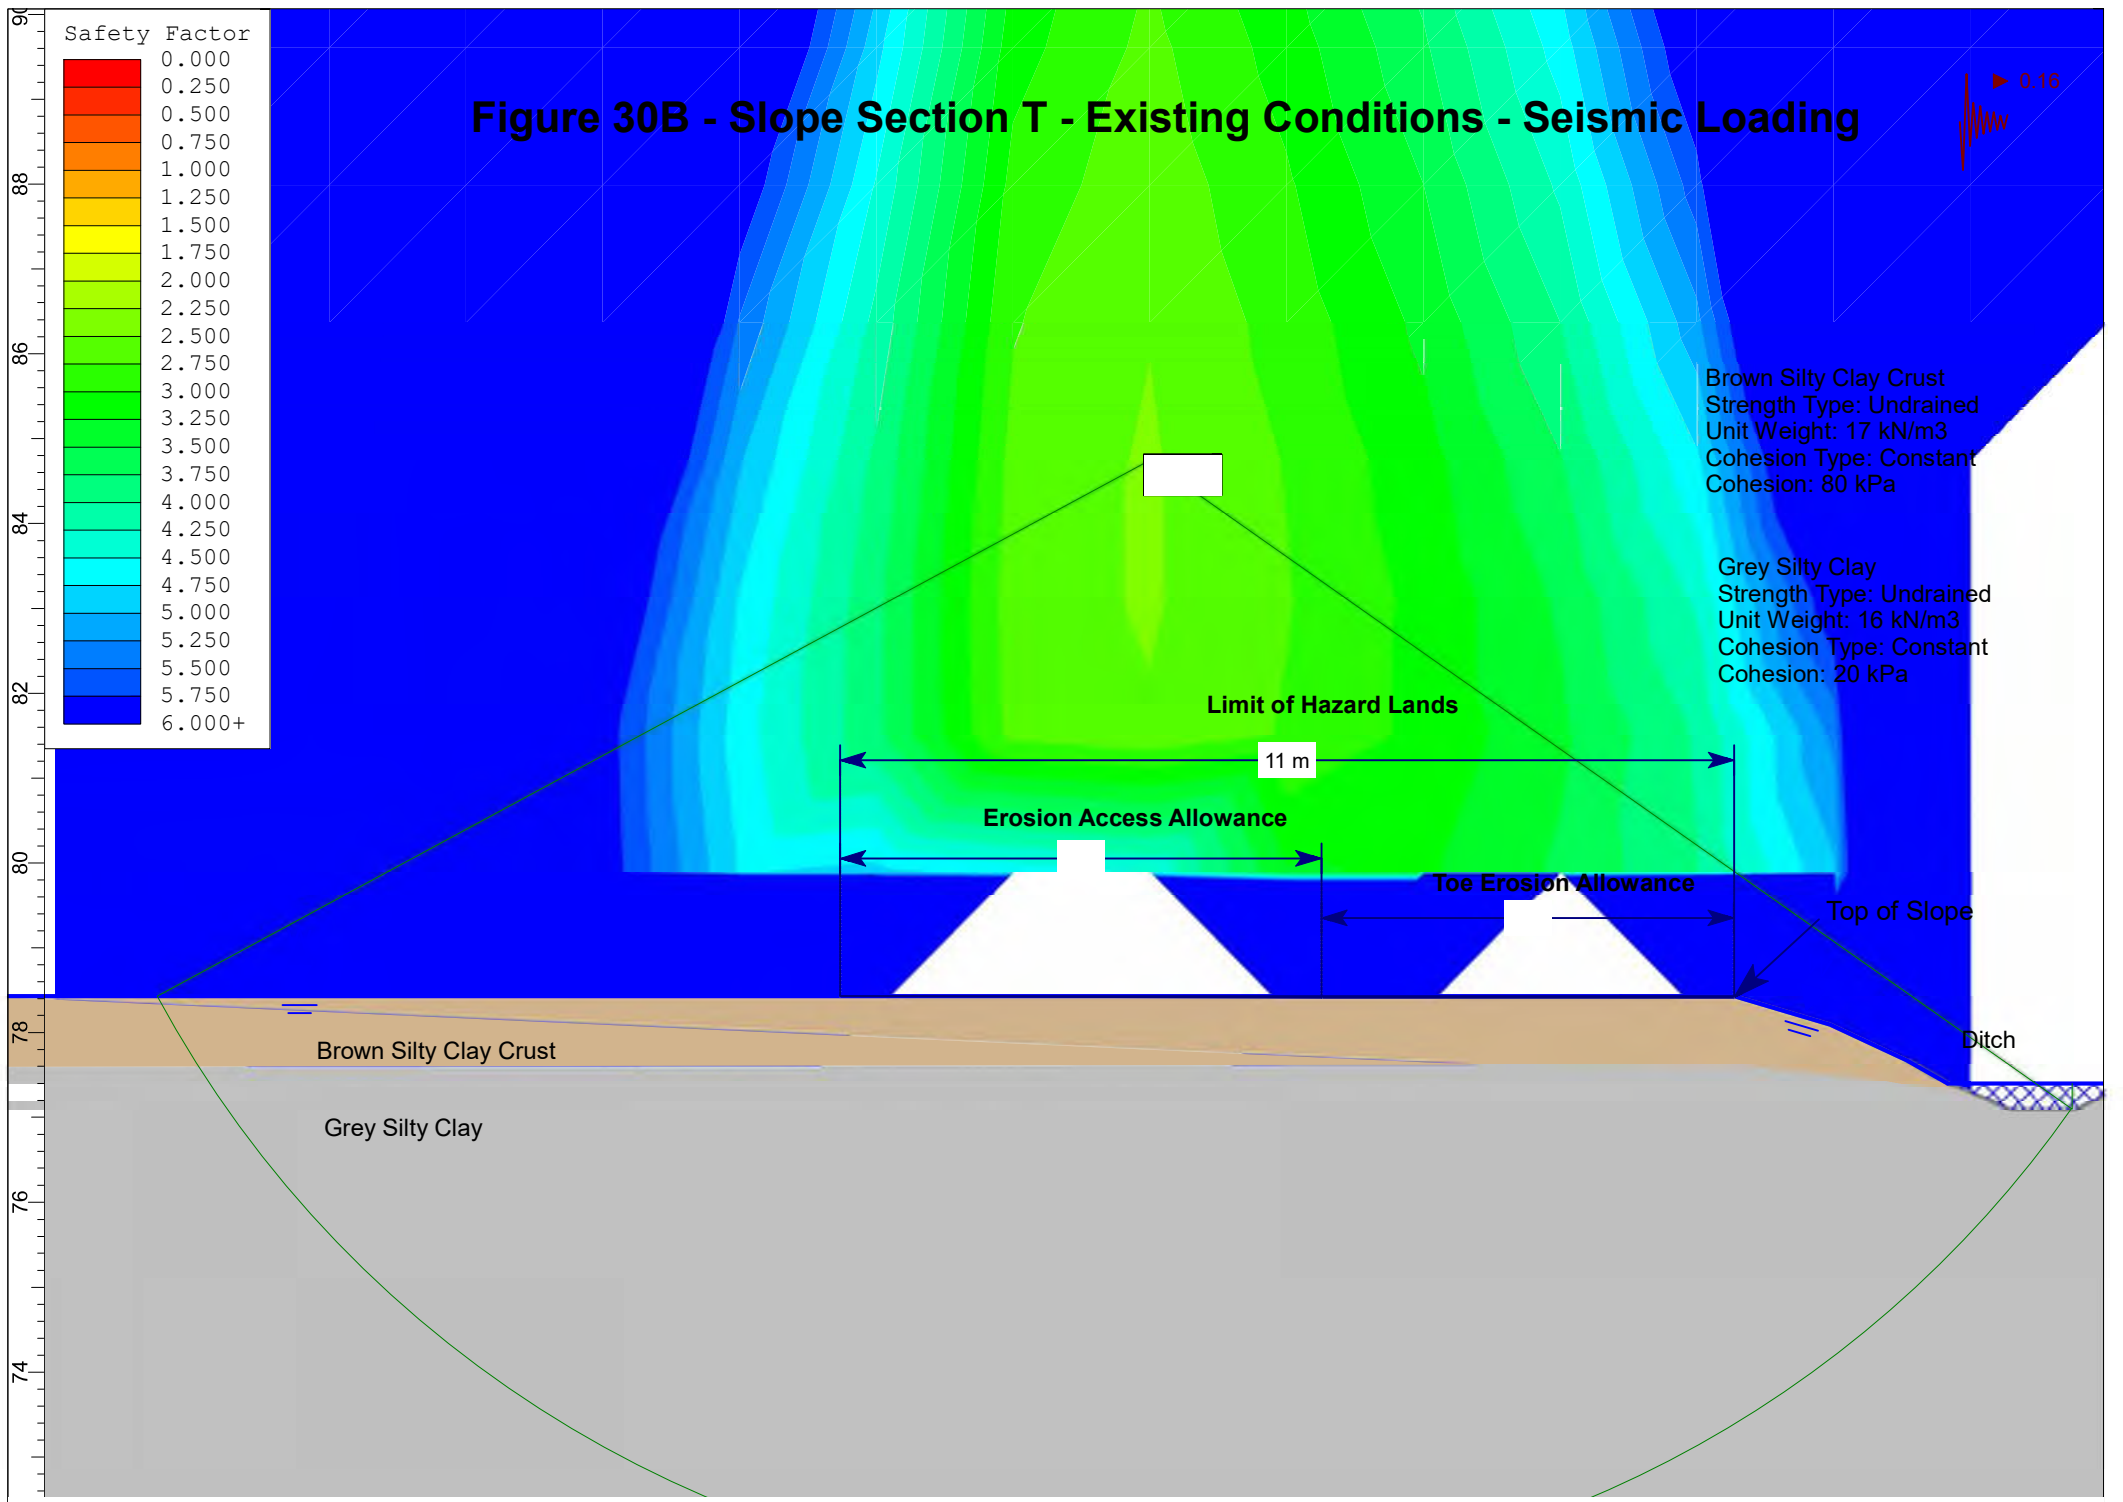 Safety Factor
0.000
0.250
0.500
0.750
1.000
1.250
1.500
1.750
2.000
2.250
2.500
2.750
3.000
3.250
3.500
3.750
4.000
4.250
4.500
4.750
5.000
5.250
5.500
5.750
6.000+
Figure 30B - Slope Section T - Existing Conditions - Seismic Loading
0.16
90
88
86
84
82
80
78
76
74
Brown Silty Clay Crust
Strength Type: Undrained
Unit Weight: 17 kN/m3
Cohesion Type: Constant
Cohesion: 80 kPa
Grey Silty Clay
Strength Type: Undrained
Unit Weight: 16 kN/m3
Cohesion Type: Constant
Cohesion: 20 kPa
Limit of Hazard Lands
11 m
Erosion Access Allowance
Toe Erosion Allowance
Top of Slope
Ditch
Brown Silty Clay Crust
Grey Silty Clay